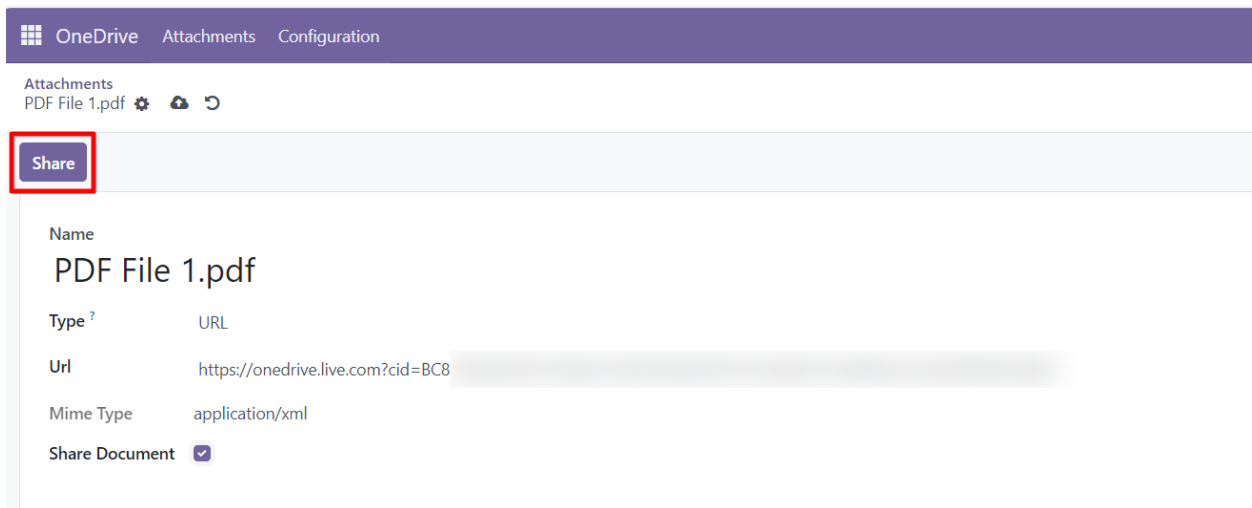 OneDrive Attachments Configuration
Attachments
PDF File 1.pdf
Share
Name
PDF File 1.pdf
Type ? URL
Url https://onedrive.live.com?cid=BC8
Mime Type application/xml
Share Document